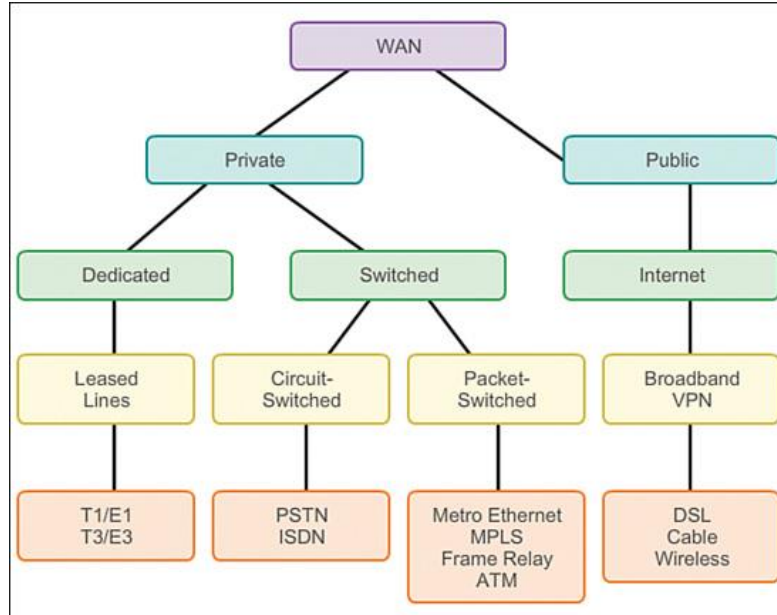 WAN
Private
Public
Dedicated
Switched
Internet
Leased
Lines
Circuit-
Switched
Packet-
Switched
Broadband
VPN
T1/E1
T3/E3
PSTN
ISDN
Metro Ethernet
MPLS
Frame Relay
ATM
DSL
Cable
Wireless